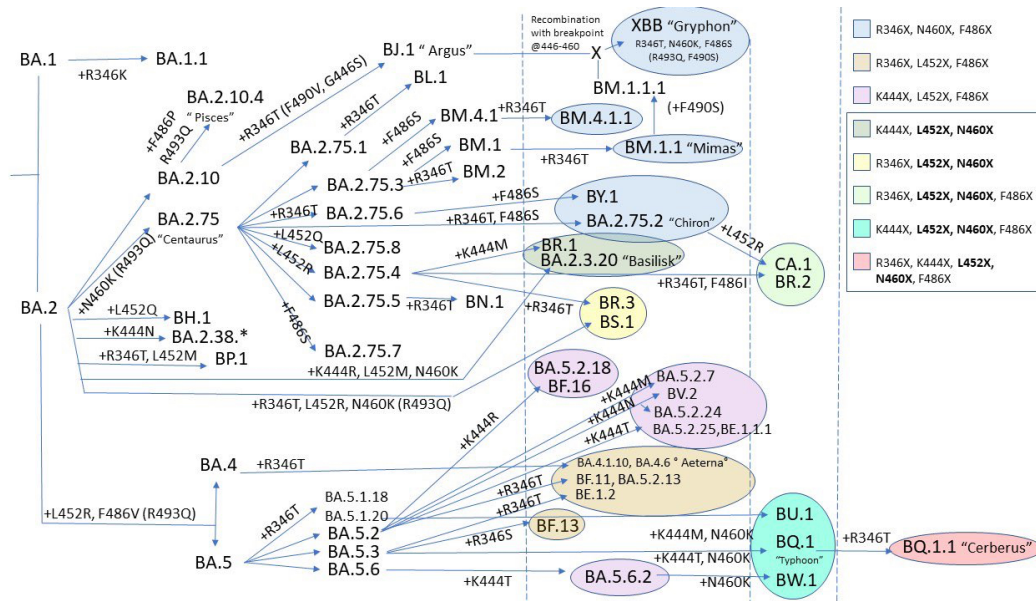 BA.1
+R346K
BA.1.1
BJ.1 " Argus"
Recombination
with breakpoint
@446-460
X
XBB "Gryphon"
R346T, N460K, F486S
(R493Q, F490S)
BL.1
BM.1.1.1
(+F490S)
+F486P
R493Q
BA.2.10.4
" Pisces"
+R346T (F490V, G446S)
+R346T
BA.2.75.1
+F486S
BM.4.1
+R346T
BM.4.1.1
BA.2.10
+F486S
BM.1
+R346T
BM.1.1 "Mimas"
BA.2.75.3
+R346T
BM.2
BA.2.75
"Centaurus"
+R346T
BA.2.75.6
+F486S
BY.1
+R346T, F486S
BA.2.75.2 "Chiron"
+L452R
+N460K (R493Q)
+L452Q
BA.2.75.8
+K444M
BR.1
BA.2.3.20 "Basilisk"
+L452R
BA.2.75.4
CA.1
BR.2
+R346T, F486I
BA.2.75.5
+R346T
BN.1
BR.3
BS.1
+R346T
BA.2
+L452Q
BH.1
+K444N
BA.2.38.*
+F486S
BA.2.75.7
+R346T, L452M
BP.1
+K444R, L452M, N460K
+R346T, L452R, N460K (R493Q)
BA.5.2.18
BF.16
+K444R
+K444M
BA.5.2.7
+K444N
BV.2
BA.5.2.24
+K444T
BA.5.2.25,BE.1.1.1
BA.4
+R346T
BA.4.1.10, BA.4.6 " Aeterna"
BF.11, BA.5.2.13
BE.1.2
+L452R, F486V (R493Q)
+R346T
BA.5.1.18
BA.5.1.20
+R346T
+R346T
BA.5.2
+R346S
BF.13
BU.1
+K444M, N460K
BA.5
BA.5.3
BQ.1
"Typhoon"
+R346T
BQ.1.1 "Cerberus"
+K444T, N460K
BA.5.6
+K444T
BA.5.6.2
+N460K
BW.1
R346X, N460X, F486X
R346X, L452X, F486X
K444X, L452X, F486X
K444X, L452X, N460X
R346X, L452X, N460X
R346X, L452X, N460X, F486X
K444X, L452X, N460X, F486X
R346X, K444X, L452X,
N460X, F486X